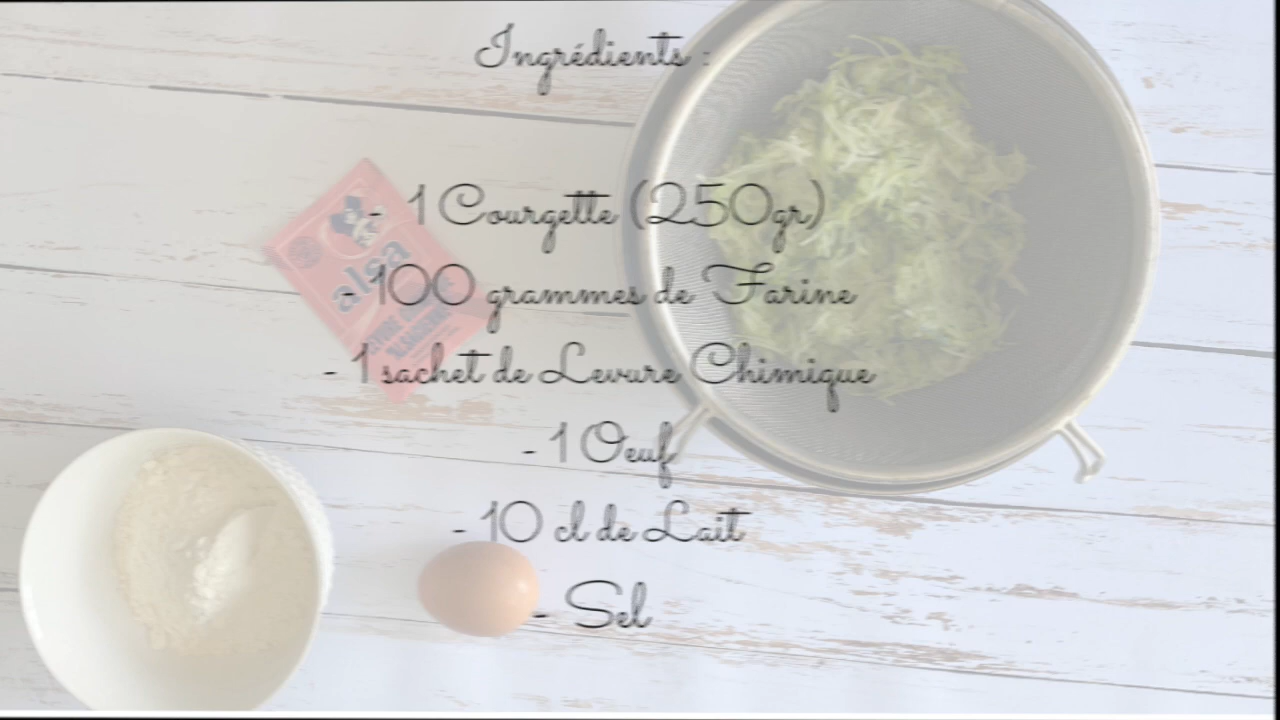 Ingrédients :
- 1 Courgette (250gr)
- 100 grammes de Farine
alsa
- 1 sachet de Levure Chimique
- 1 Oeuf
- 10 cl de Lait
- Sel